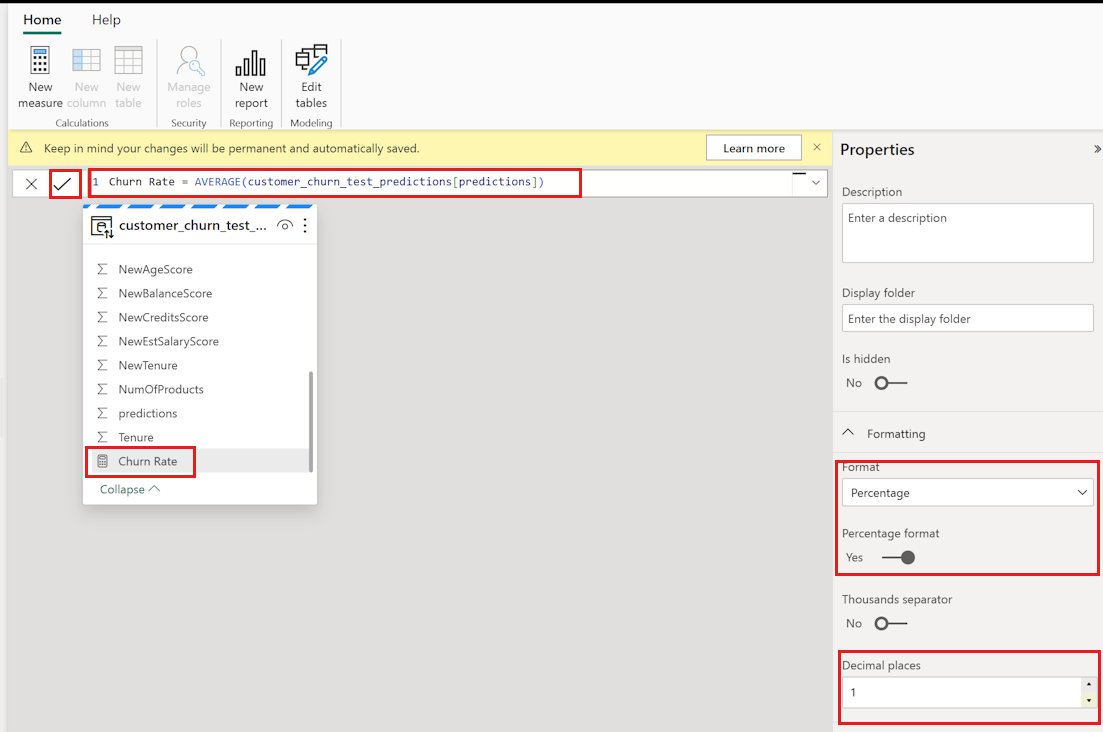 Home Help
New measure
New column
New table
Manage roles
New report
Edit tables
Calculations
Security
Reporting
Modeling
Keep in mind your changes will be permanent and automatically saved.
Learn more
1 Churn Rate = AVERAGE(customer_churn_test_predictions[predictions])
customer_churn_test_...
NewAgeScore
NewBalanceScore
NewCreditsScore
NewEstSalaryScore
NewTenure
NumOfProducts
predictions
Tenure
Churn Rate
Collapse
Properties
Description
Enter a description
Display folder
Enter the display folder
Is hidden
No
Formatting
Format
Percentage
Percentage format
Yes
Thousands separator
No
Decimal places
1